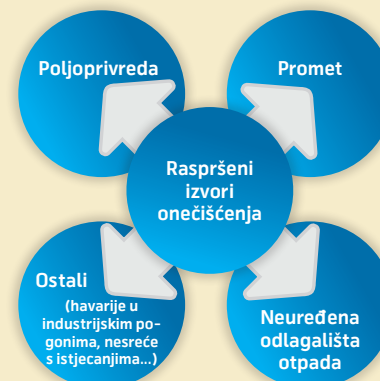 Poljoprivreda
Promet
Raspršeni
izvori
onečišćenja
Ostali
(havarije u
industrijskim po-
gonima, nesreće
s istjecanjima...)
Neuređena
odlagališta
otpada